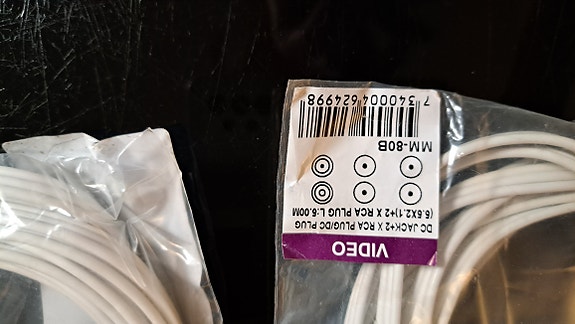 VIDEO
DC JACK+2 X RCA PLUG/DC PLUG
(5.5X2.1)+2 X RCA PLUG L:5.00M
MM-80B
7 340004 624998